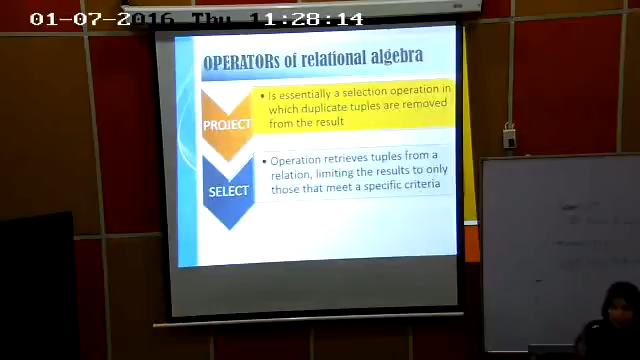 01-07-2016 Thu 11:28:14
OPERATORs of relational algebra
PROJECT
• Is essentially a selection operation in
which duplicate tuples are removed
from the result
SELECT
• Operation retrieves tuples from a
relation, limiting the results to only
those that meet a specific criteria